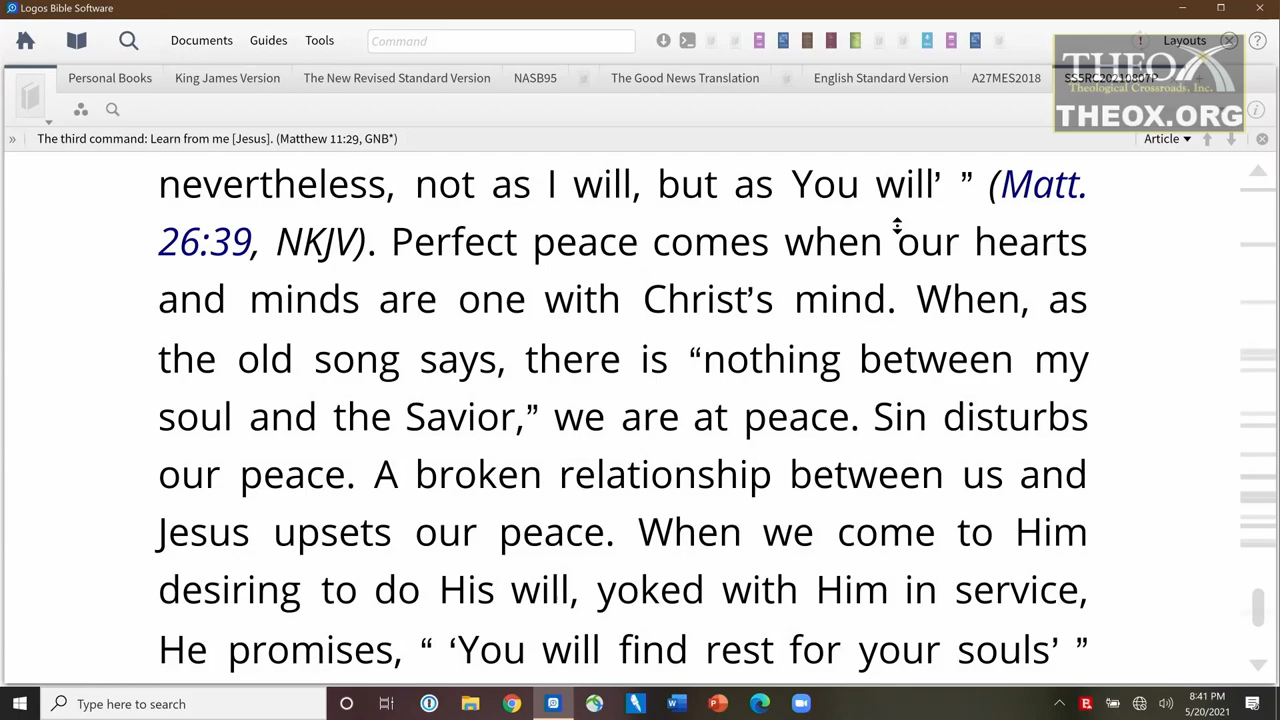 Logos Bible Software
Documents Guides Tools Command Layouts
THEOX
Theological Crossroads, Inc.
THEOX.ORG
Personal Books King James Version The New Revised Standard Version NASB95 The Good News Translation English Standard Version A27MES2018 SS5RC20210807P
The third command: Learn from me [Jesus]. (Matthew 11:29, GNB*) Article
nevertheless, not as I will, but as You will’ ” (Matt.
26:39, NKJV). Perfect peace comes when our hearts
and minds are one with Christ’s mind. When, as
the old song says, there is “nothing between my
soul and the Savior,” we are at peace. Sin disturbs
our peace. A broken relationship between us and
Jesus upsets our peace. When we come to Him
desiring to do His will, yoked with Him in service,
He promises, “ ‘You will find rest for your souls’ ”
Type here to search
8:41 PM
5/20/2021